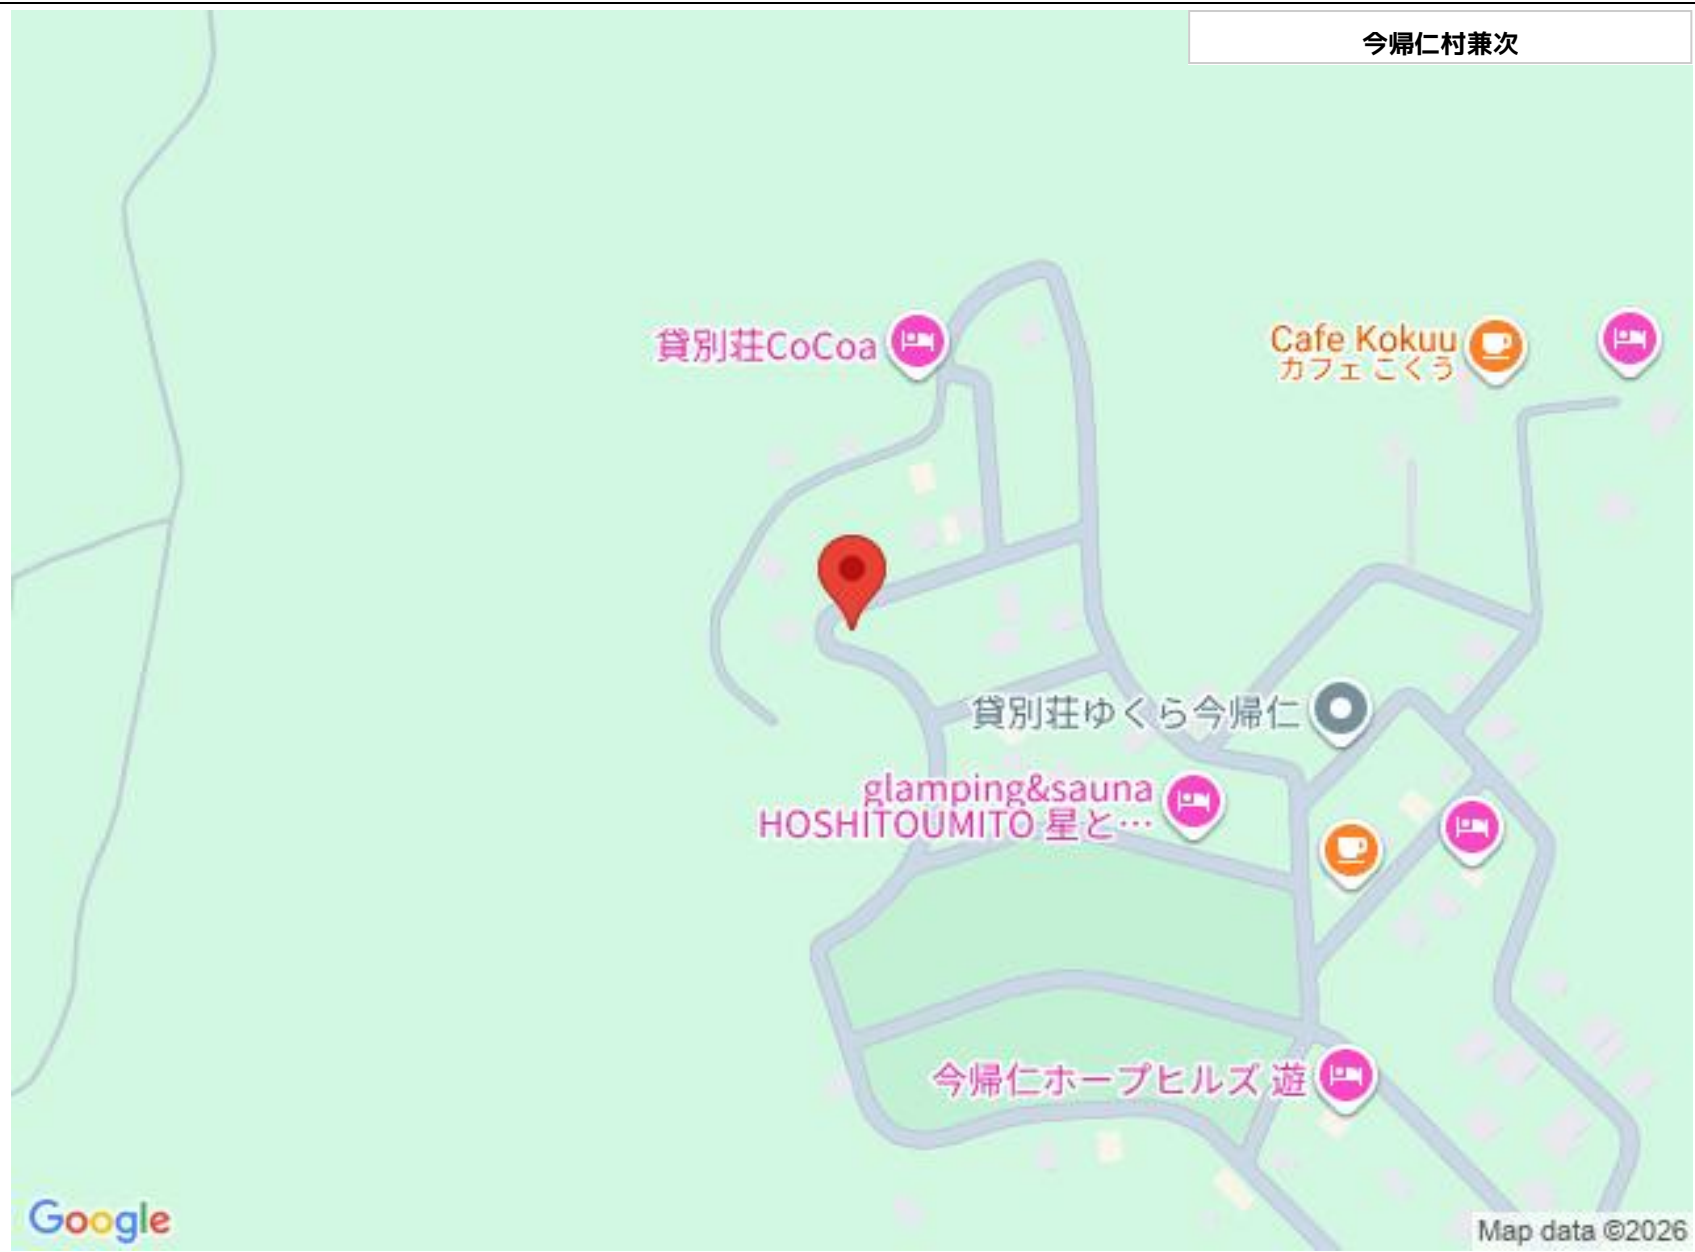 今帰仁村兼次
貸別荘CoCoa
Cafe Kokuu
カフェ こくう
貸別荘ゆくら今帰仁
glamping&sauna
HOSHITOUMITO 星と…
今帰仁ホープヒルズ 遊
Google
Map data ©2026